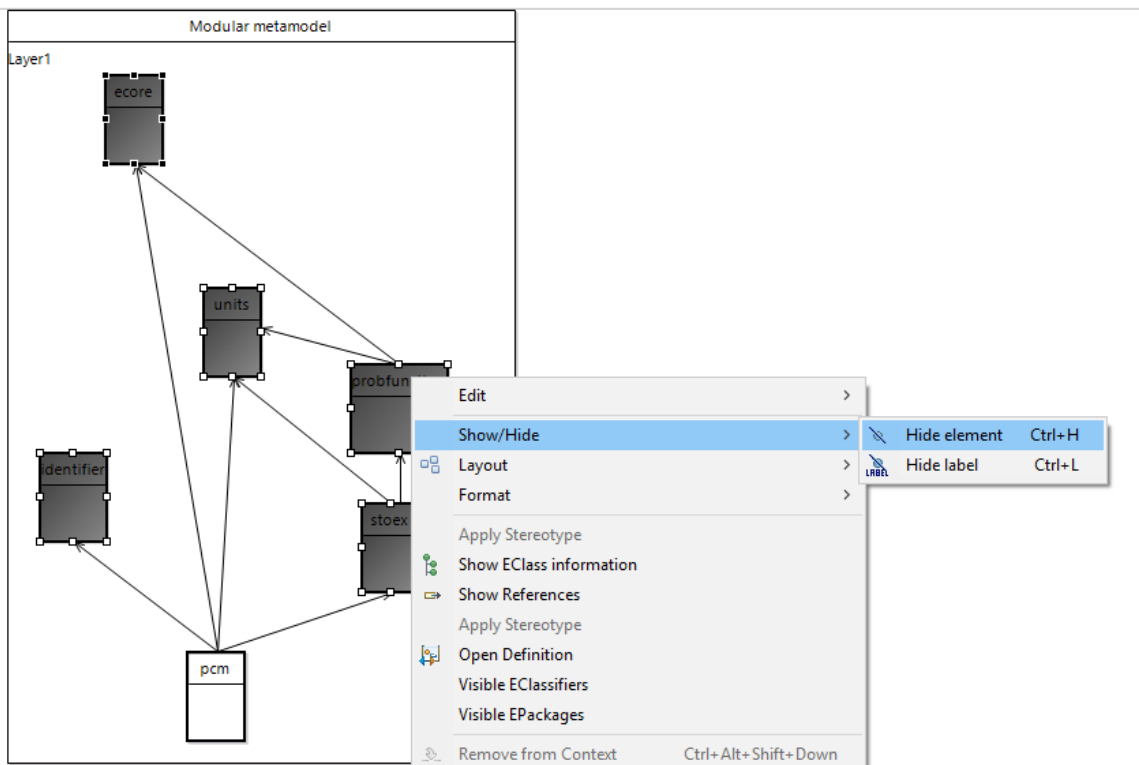 Modular metamodel
Layer1
ecore
units
identifier
stoex
pcm
Edit
Show/Hide
Layout
Format
Apply Stereotype
Show EClass information
Show References
Apply Stereotype
Open Definition
Visible EClassifiers
Visible EPackages
Remove from Context Ctrl+Alt+Shift+Down
Hide element Ctrl+H
LABEL Hide label Ctrl+L